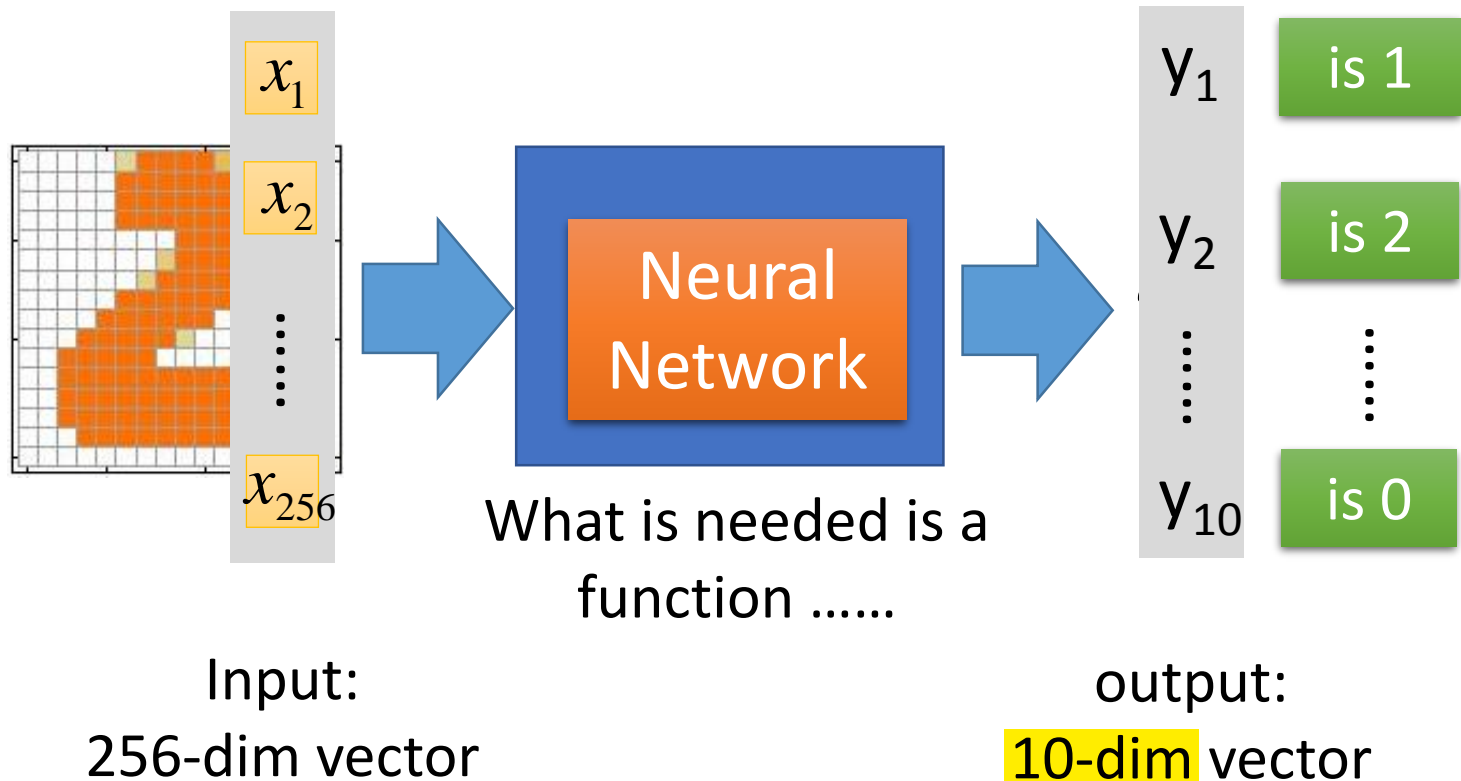 x₁
x₂
⋮
x₂₅₆
Neural
Network
What is needed is a
function ……
y₁
y₂
⋮
y₁₀
is 1
is 2
⋮
is 0
Input:
256-dim vector
output:
10-dim vector